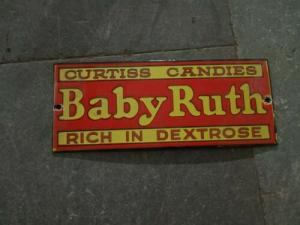 CURTISS CANDIES
Baby Ruth
RICH IN DEXTROSE